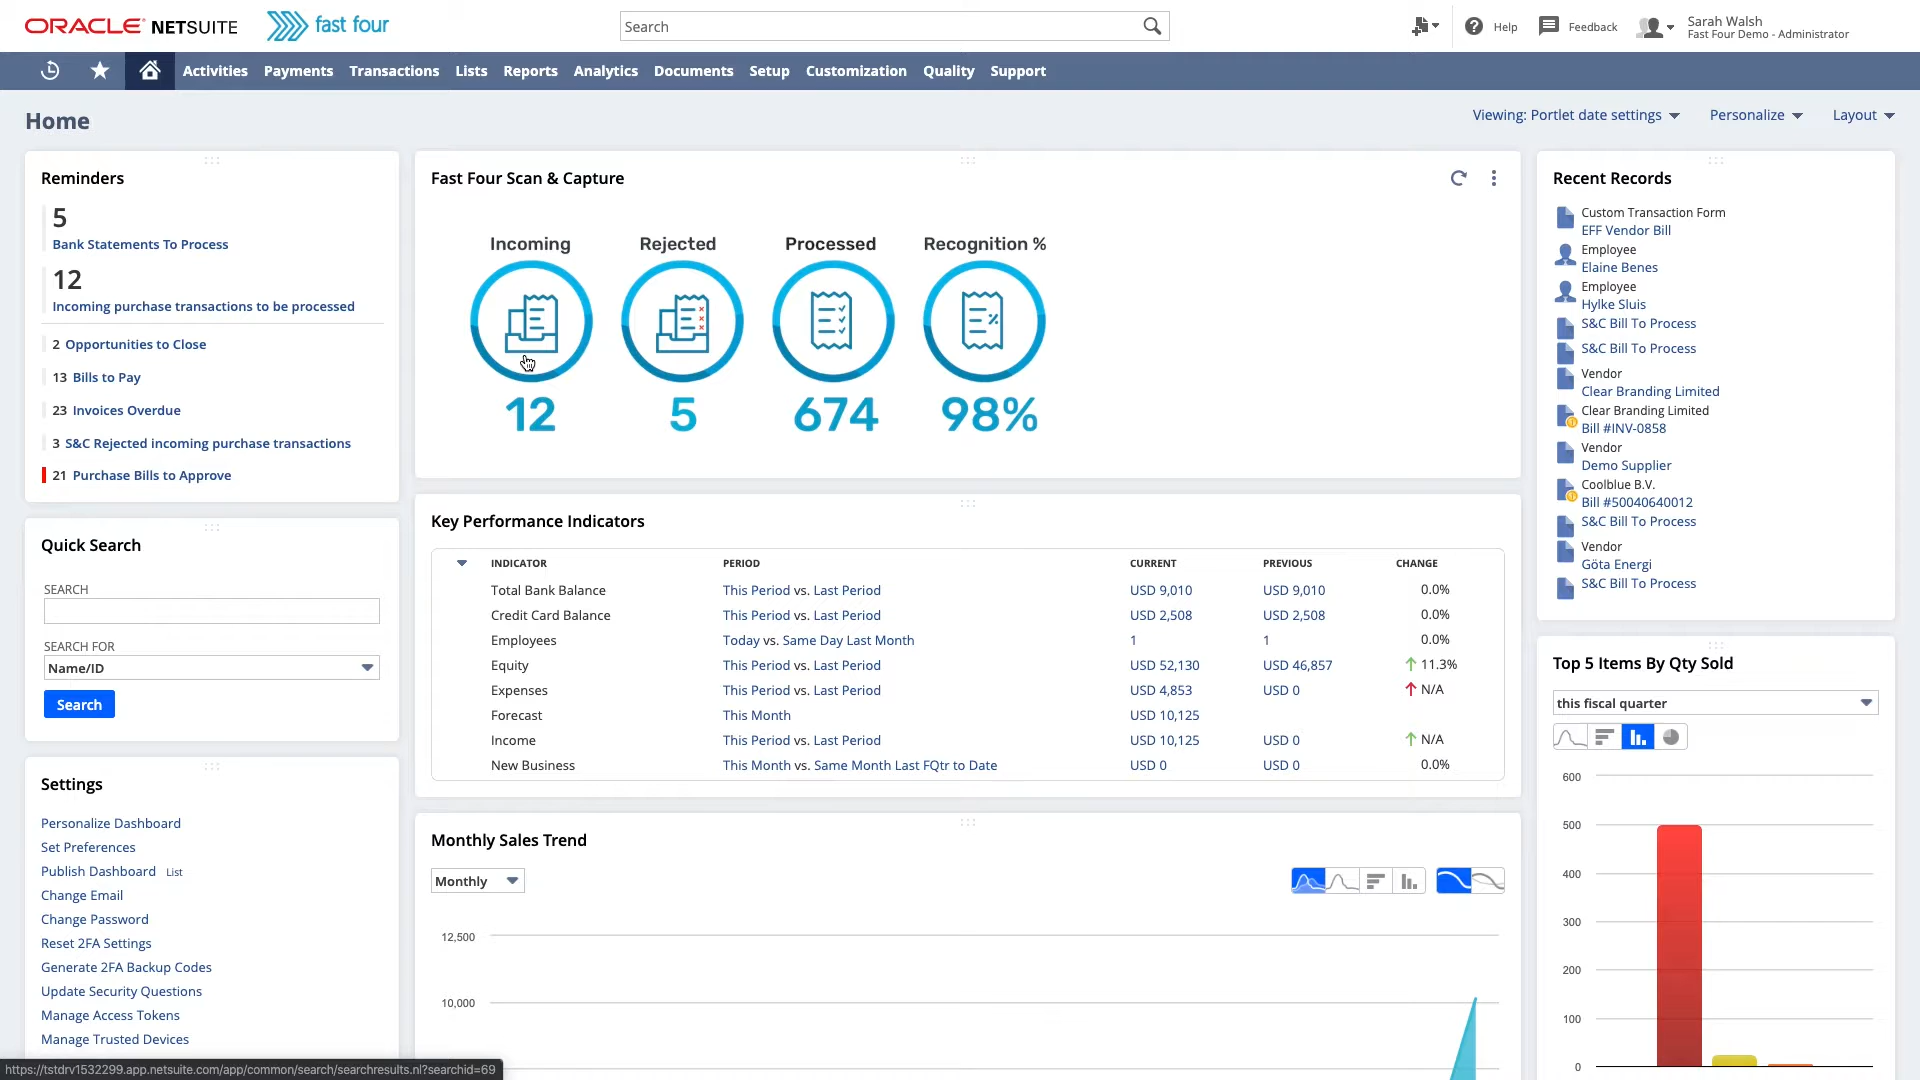 ORACLE NETSUITE
fast four
Search
Help
Feedback
Sarah Walsh
Fast Four Demo - Administrator
Activities
Payments
Transactions
Lists
Reports
Analytics
Documents
Setup
Customization
Quality
Support
Home
Viewing: Portlet date settings
Personalize
Layout
Reminders
5
Bank Statements To Process
12
Incoming purchase transactions to be processed
2 Opportunities to Close
13 Bills to Pay
23 Invoices Overdue
3 S&C Rejected incoming purchase transactions
21 Purchase Bills to Approve
Quick Search
SEARCH
SEARCH FOR
Name/ID
Search
Settings
Personalize Dashboard
Set Preferences
Publish Dashboard List
Change Email
Change Password
Reset 2FA Settings
Generate 2FA Backup Codes
Update Security Questions
Manage Access Tokens
Manage Trusted Devices
https://tstdrv1532299.app.netsuite.com/app/common/search/searchresults.nl?searchid=69
Fast Four Scan & Capture
Incoming
Rejected
Processed
Recognition %
12
5
674
98%
Key Performance Indicators
INDICATOR PERIOD CURRENT PREVIOUS CHANGE
Total Bank Balance This Period vs. Last Period USD 9,010 USD 9,010 0.0%
Credit Card Balance This Period vs. Last Period USD 2,508 USD 2,508 0.0%
Employees Today vs. Same Day Last Month 1 1 0.0%
Equity This Period vs. Last Period USD 52,130 USD 46,857 11.3%
Expenses This Period vs. Last Period USD 4,853 USD 0 N/A
Forecast This Month USD 10,125
Income This Period vs. Last Period USD 10,125 USD 0 N/A
New Business This Month vs. Same Month Last FQtr to Date USD 0 USD 0 0.0%
Monthly Sales Trend
Monthly
12,500
10,000
Recent Records
Custom Transaction Form
EFF Vendor Bill
Employee
Elaine Benes
Employee
Hylke Sluis
S&C Bill To Process
S&C Bill To Process
Vendor
Clear Branding Limited
Clear Branding Limited
Bill #INV-0858
Vendor
Demo Supplier
Coolblue B.V.
Bill #50040640012
S&C Bill To Process
Vendor
Göta Energi
S&C Bill To Process
Top 5 Items By Qty Sold
this fiscal quarter
600
500
400
300
200
100
0